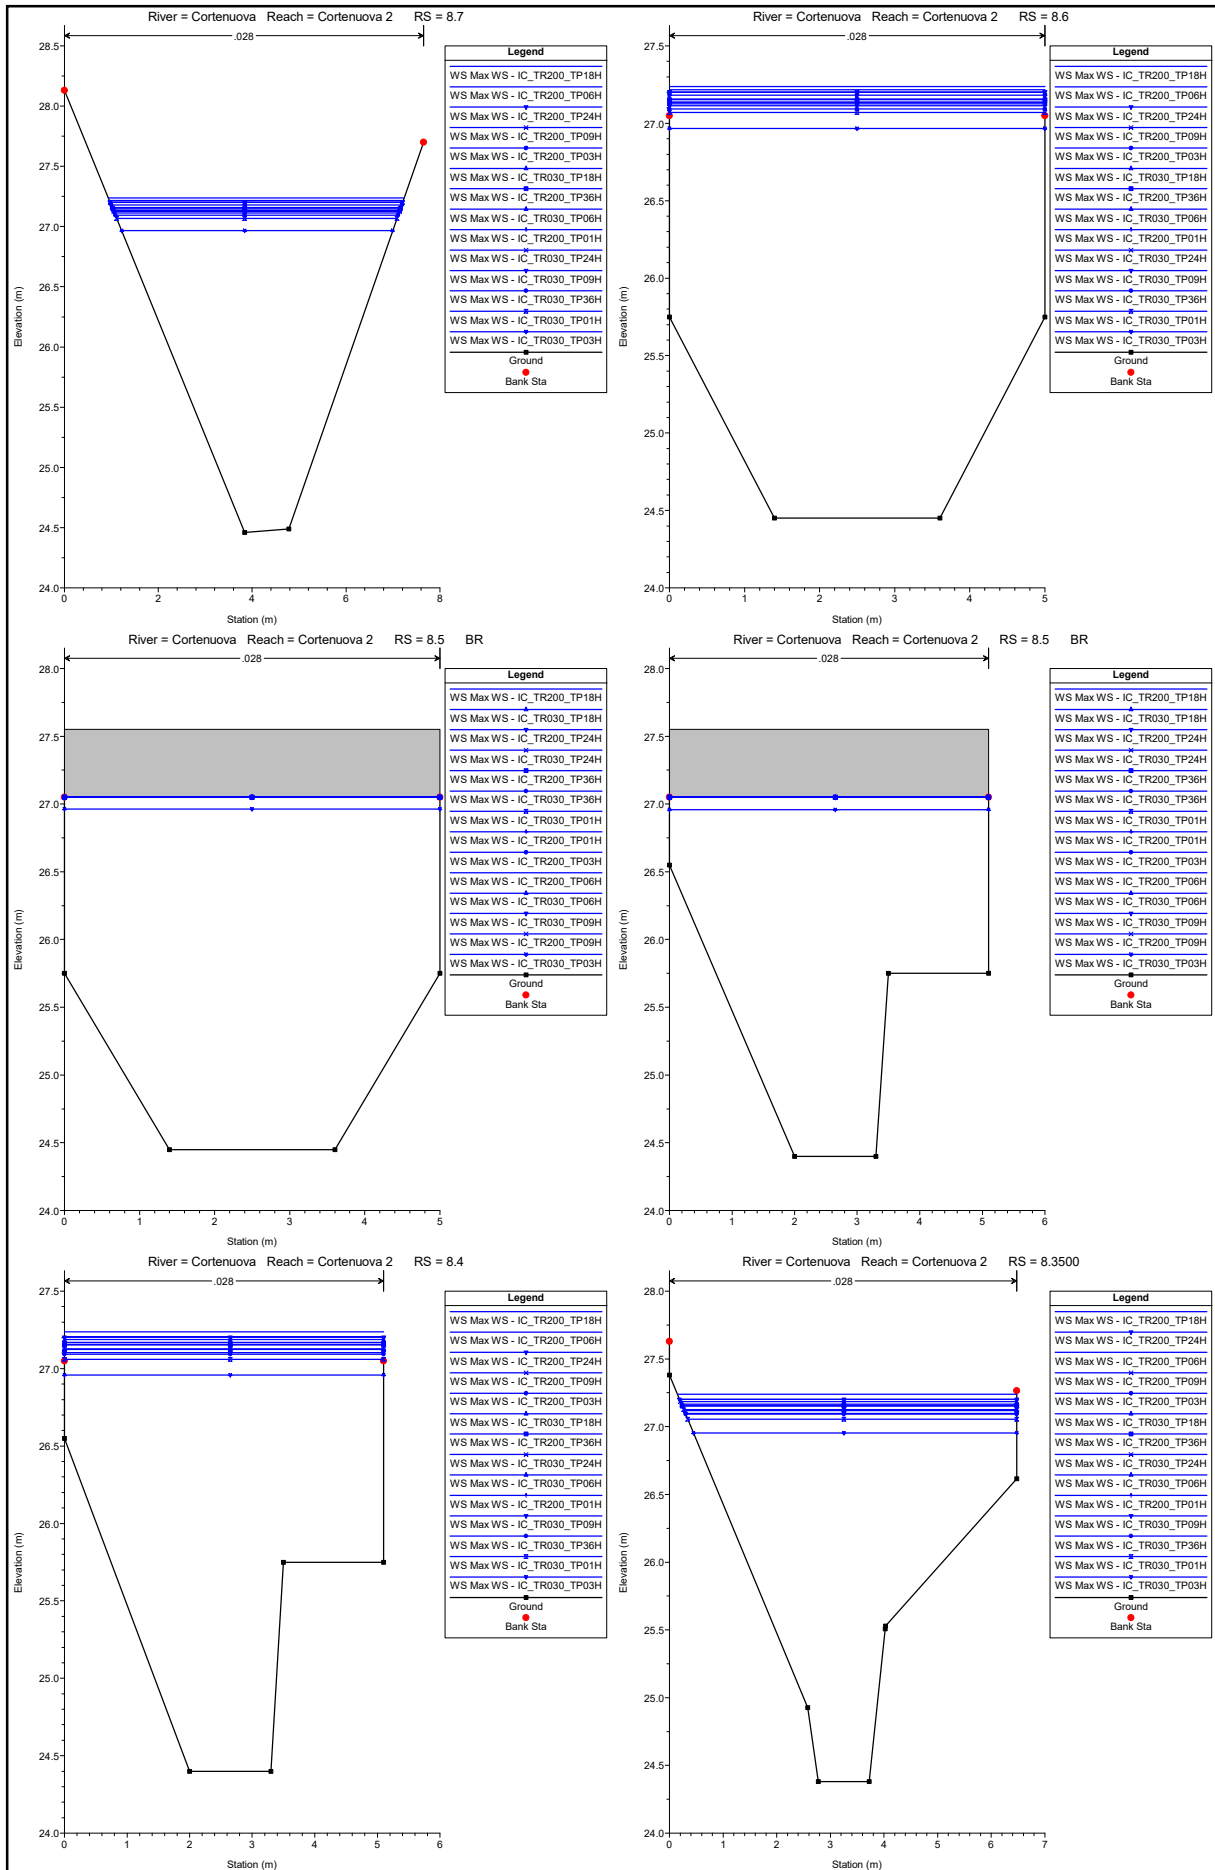 River = Cortenuova Reach = Cortenuova 2 RS = 8.7
.028
Legend
WS Max WS - IC_TR200_TP18H
WS Max WS - IC_TR200_TP06H
WS Max WS - IC_TR200_TP24H
WS Max WS - IC_TR200_TP09H
WS Max WS - IC_TR200_TP03H
WS Max WS - IC_TR030_TP18H
WS Max WS - IC_TR200_TP36H
WS Max WS - IC_TR030_TP06H
WS Max WS - IC_TR200_TP01H
WS Max WS - IC_TR030_TP24H
WS Max WS - IC_TR030_TP09H
WS Max WS - IC_TR030_TP36H
WS Max WS - IC_TR030_TP01H
WS Max WS - IC_TR030_TP03H
Ground
Bank Sta
28.5
28.0
27.5
27.0
26.5
26.0
25.5
25.0
24.5
24.0
Elevation (m)
0 2 4 6 8
Station (m)
River = Cortenuova Reach = Cortenuova 2 RS = 8.6
.028
Legend
WS Max WS - IC_TR200_TP18H
WS Max WS - IC_TR200_TP06H
WS Max WS - IC_TR200_TP24H
WS Max WS - IC_TR200_TP09H
WS Max WS - IC_TR200_TP03H
WS Max WS - IC_TR030_TP18H
WS Max WS - IC_TR200_TP36H
WS Max WS - IC_TR030_TP06H
WS Max WS - IC_TR200_TP01H
WS Max WS - IC_TR030_TP24H
WS Max WS - IC_TR030_TP09H
WS Max WS - IC_TR030_TP36H
WS Max WS - IC_TR030_TP01H
WS Max WS - IC_TR030_TP03H
Ground
Bank Sta
27.5
27.0
26.5
26.0
25.5
25.0
24.5
24.0
Elevation (m)
0 1 2 3 4 5
Station (m)
River = Cortenuova Reach = Cortenuova 2 RS = 8.5 BR
.028
Legend
WS Max WS - IC_TR200_TP18H
WS Max WS - IC_TR030_TP18H
WS Max WS - IC_TR200_TP24H
WS Max WS - IC_TR030_TP24H
WS Max WS - IC_TR200_TP36H
WS Max WS - IC_TR030_TP36H
WS Max WS - IC_TR030_TP01H
WS Max WS - IC_TR200_TP01H
WS Max WS - IC_TR200_TP03H
WS Max WS - IC_TR200_TP06H
WS Max WS - IC_TR030_TP06H
WS Max WS - IC_TR030_TP09H
WS Max WS - IC_TR200_TP09H
WS Max WS - IC_TR030_TP03H
Ground
Bank Sta
28.0
27.5
27.0
26.5
26.0
25.5
25.0
24.5
24.0
Elevation (m)
0 1 2 3 4 5
Station (m)
River = Cortenuova Reach = Cortenuova 2 RS = 8.5 BR
.028
Legend
WS Max WS - IC_TR200_TP18H
WS Max WS - IC_TR030_TP18H
WS Max WS - IC_TR200_TP24H
WS Max WS - IC_TR030_TP24H
WS Max WS - IC_TR200_TP36H
WS Max WS - IC_TR030_TP36H
WS Max WS - IC_TR030_TP01H
WS Max WS - IC_TR200_TP01H
WS Max WS - IC_TR200_TP03H
WS Max WS - IC_TR200_TP06H
WS Max WS - IC_TR030_TP06H
WS Max WS - IC_TR030_TP09H
WS Max WS - IC_TR200_TP09H
WS Max WS - IC_TR030_TP03H
Ground
Bank Sta
28.0
27.5
27.0
26.5
26.0
25.5
25.0
24.5
24.0
Elevation (m)
0 1 2 3 4 5 6
Station (m)
River = Cortenuova Reach = Cortenuova 2 RS = 8.4
.028
Legend
WS Max WS - IC_TR200_TP18H
WS Max WS - IC_TR200_TP06H
WS Max WS - IC_TR200_TP24H
WS Max WS - IC_TR200_TP09H
WS Max WS - IC_TR200_TP03H
WS Max WS - IC_TR030_TP18H
WS Max WS - IC_TR200_TP36H
WS Max WS - IC_TR030_TP24H
WS Max WS - IC_TR030_TP06H
WS Max WS - IC_TR200_TP01H
WS Max WS - IC_TR030_TP09H
WS Max WS - IC_TR030_TP36H
WS Max WS - IC_TR030_TP01H
WS Max WS - IC_TR030_TP03H
Ground
Bank Sta
27.5
27.0
26.5
26.0
25.5
25.0
24.5
24.0
Elevation (m)
0 1 2 3 4 5 6
Station (m)
River = Cortenuova Reach = Cortenuova 2 RS = 8.3500
.028
Legend
WS Max WS - IC_TR200_TP18H
WS Max WS - IC_TR200_TP24H
WS Max WS - IC_TR200_TP06H
WS Max WS - IC_TR200_TP09H
WS Max WS - IC_TR200_TP03H
WS Max WS - IC_TR030_TP18H
WS Max WS - IC_TR200_TP36H
WS Max WS - IC_TR030_TP24H
WS Max WS - IC_TR030_TP06H
WS Max WS - IC_TR200_TP01H
WS Max WS - IC_TR030_TP09H
WS Max WS - IC_TR030_TP36H
WS Max WS - IC_TR030_TP01H
WS Max WS - IC_TR030_TP03H
Ground
Bank Sta
28.0
27.5
27.0
26.5
26.0
25.5
25.0
24.5
24.0
Elevation (m)
0 1 2 3 4 5 6 7
Station (m)